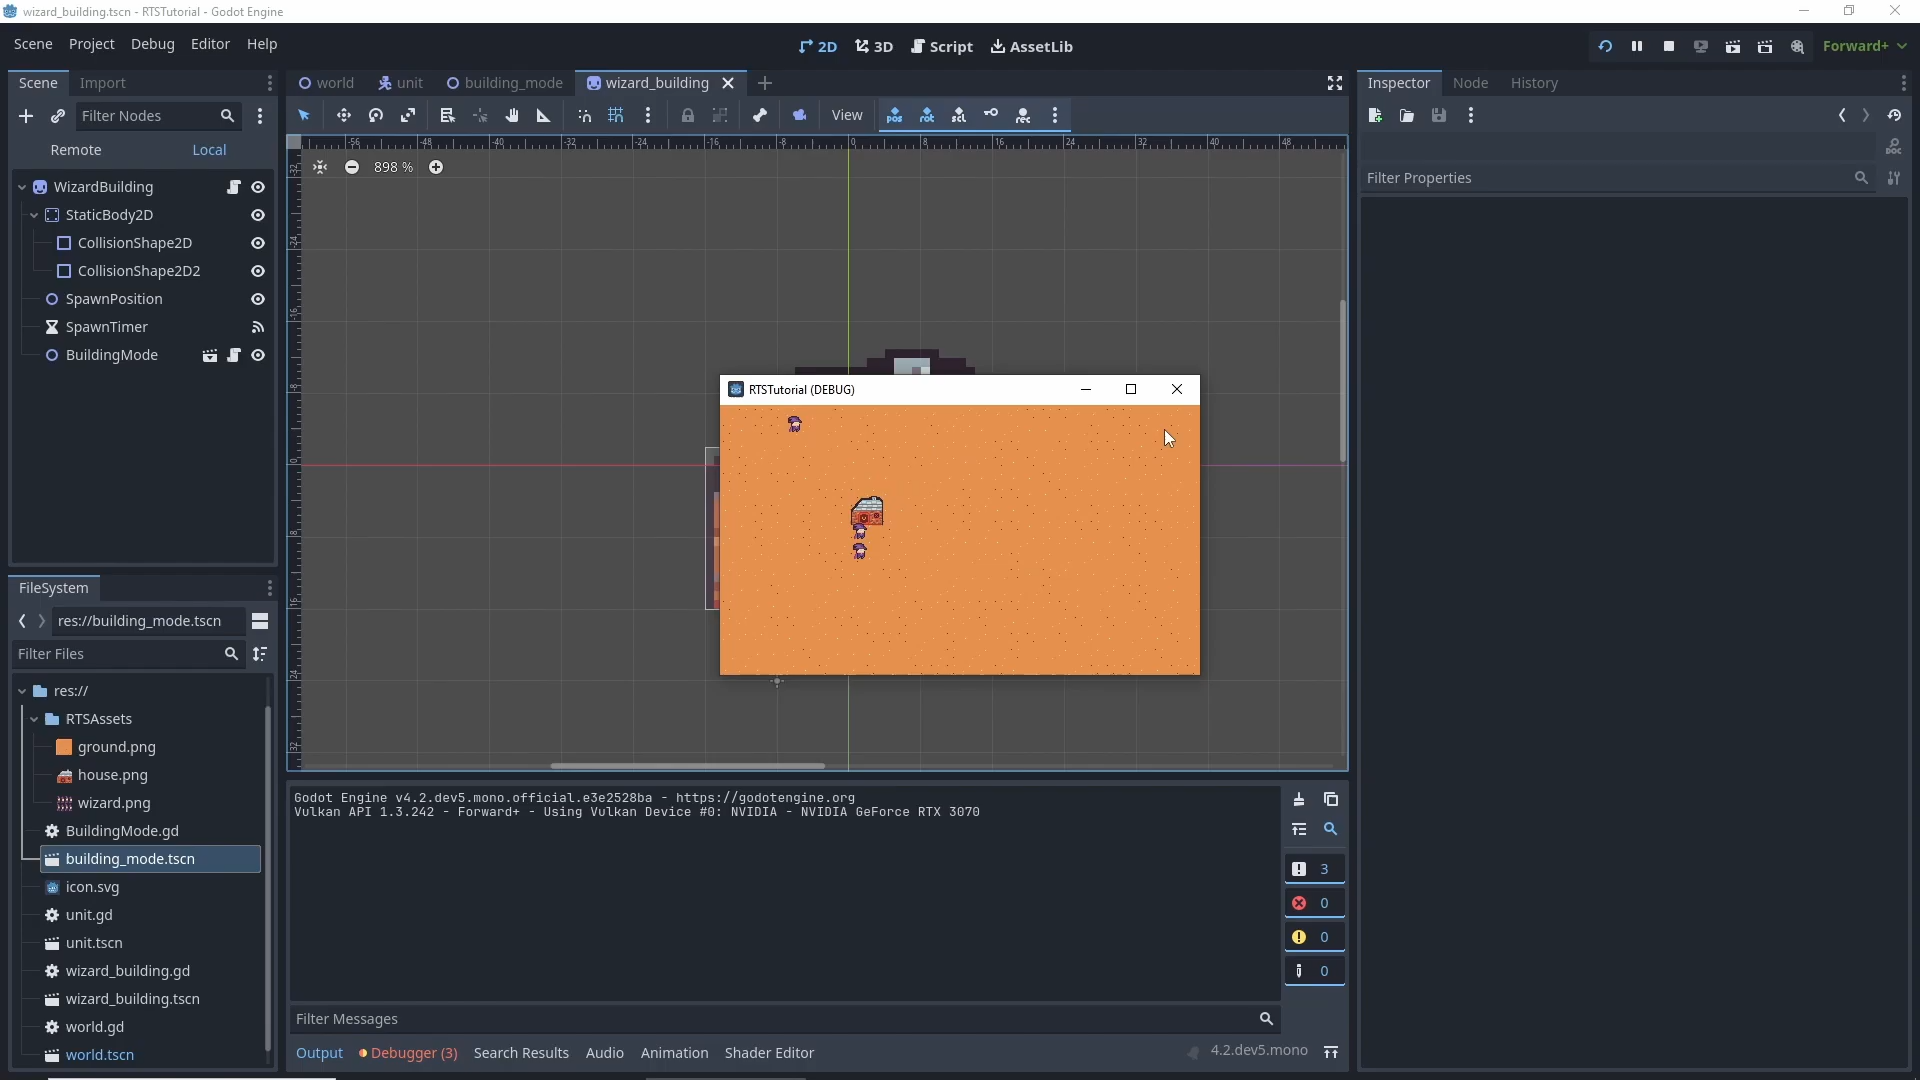 wizard_building.tscn - RTSTutorial - Godot Engine
Scene Project Debug Editor Help
2D 3D Script AssetLib
Forward+
Scene Import
world unit building_mode wizard_building
Inspector Node History
Filter Nodes
View
Remote Local
898 %
Filter Properties
WizardBuilding
StaticBody2D
CollisionShape2D
CollisionShape2D2
SpawnPosition
SpawnTimer
BuildingMode
RTSTutorial (DEBUG)
FileSystem
res://building_mode.tscn
Filter Files
res://
RTSAssets
ground.png
house.png
wizard.png
BuildingMode.gd
building_mode.tscn
icon.svg
unit.gd
unit.tscn
wizard_building.gd
wizard_building.tscn
world.gd
world.tscn
Godot Engine v4.2.dev5.mono.official.e3e2528ba - https://godotengine.org
Vulkan API 1.3.242 - Forward+ - Using Vulkan Device #0: NVIDIA - NVIDIA GeForce RTX 3070
3
0
0
0
Filter Messages
Output Debugger (3) Search Results Audio Animation Shader Editor
4.2.dev5.mono